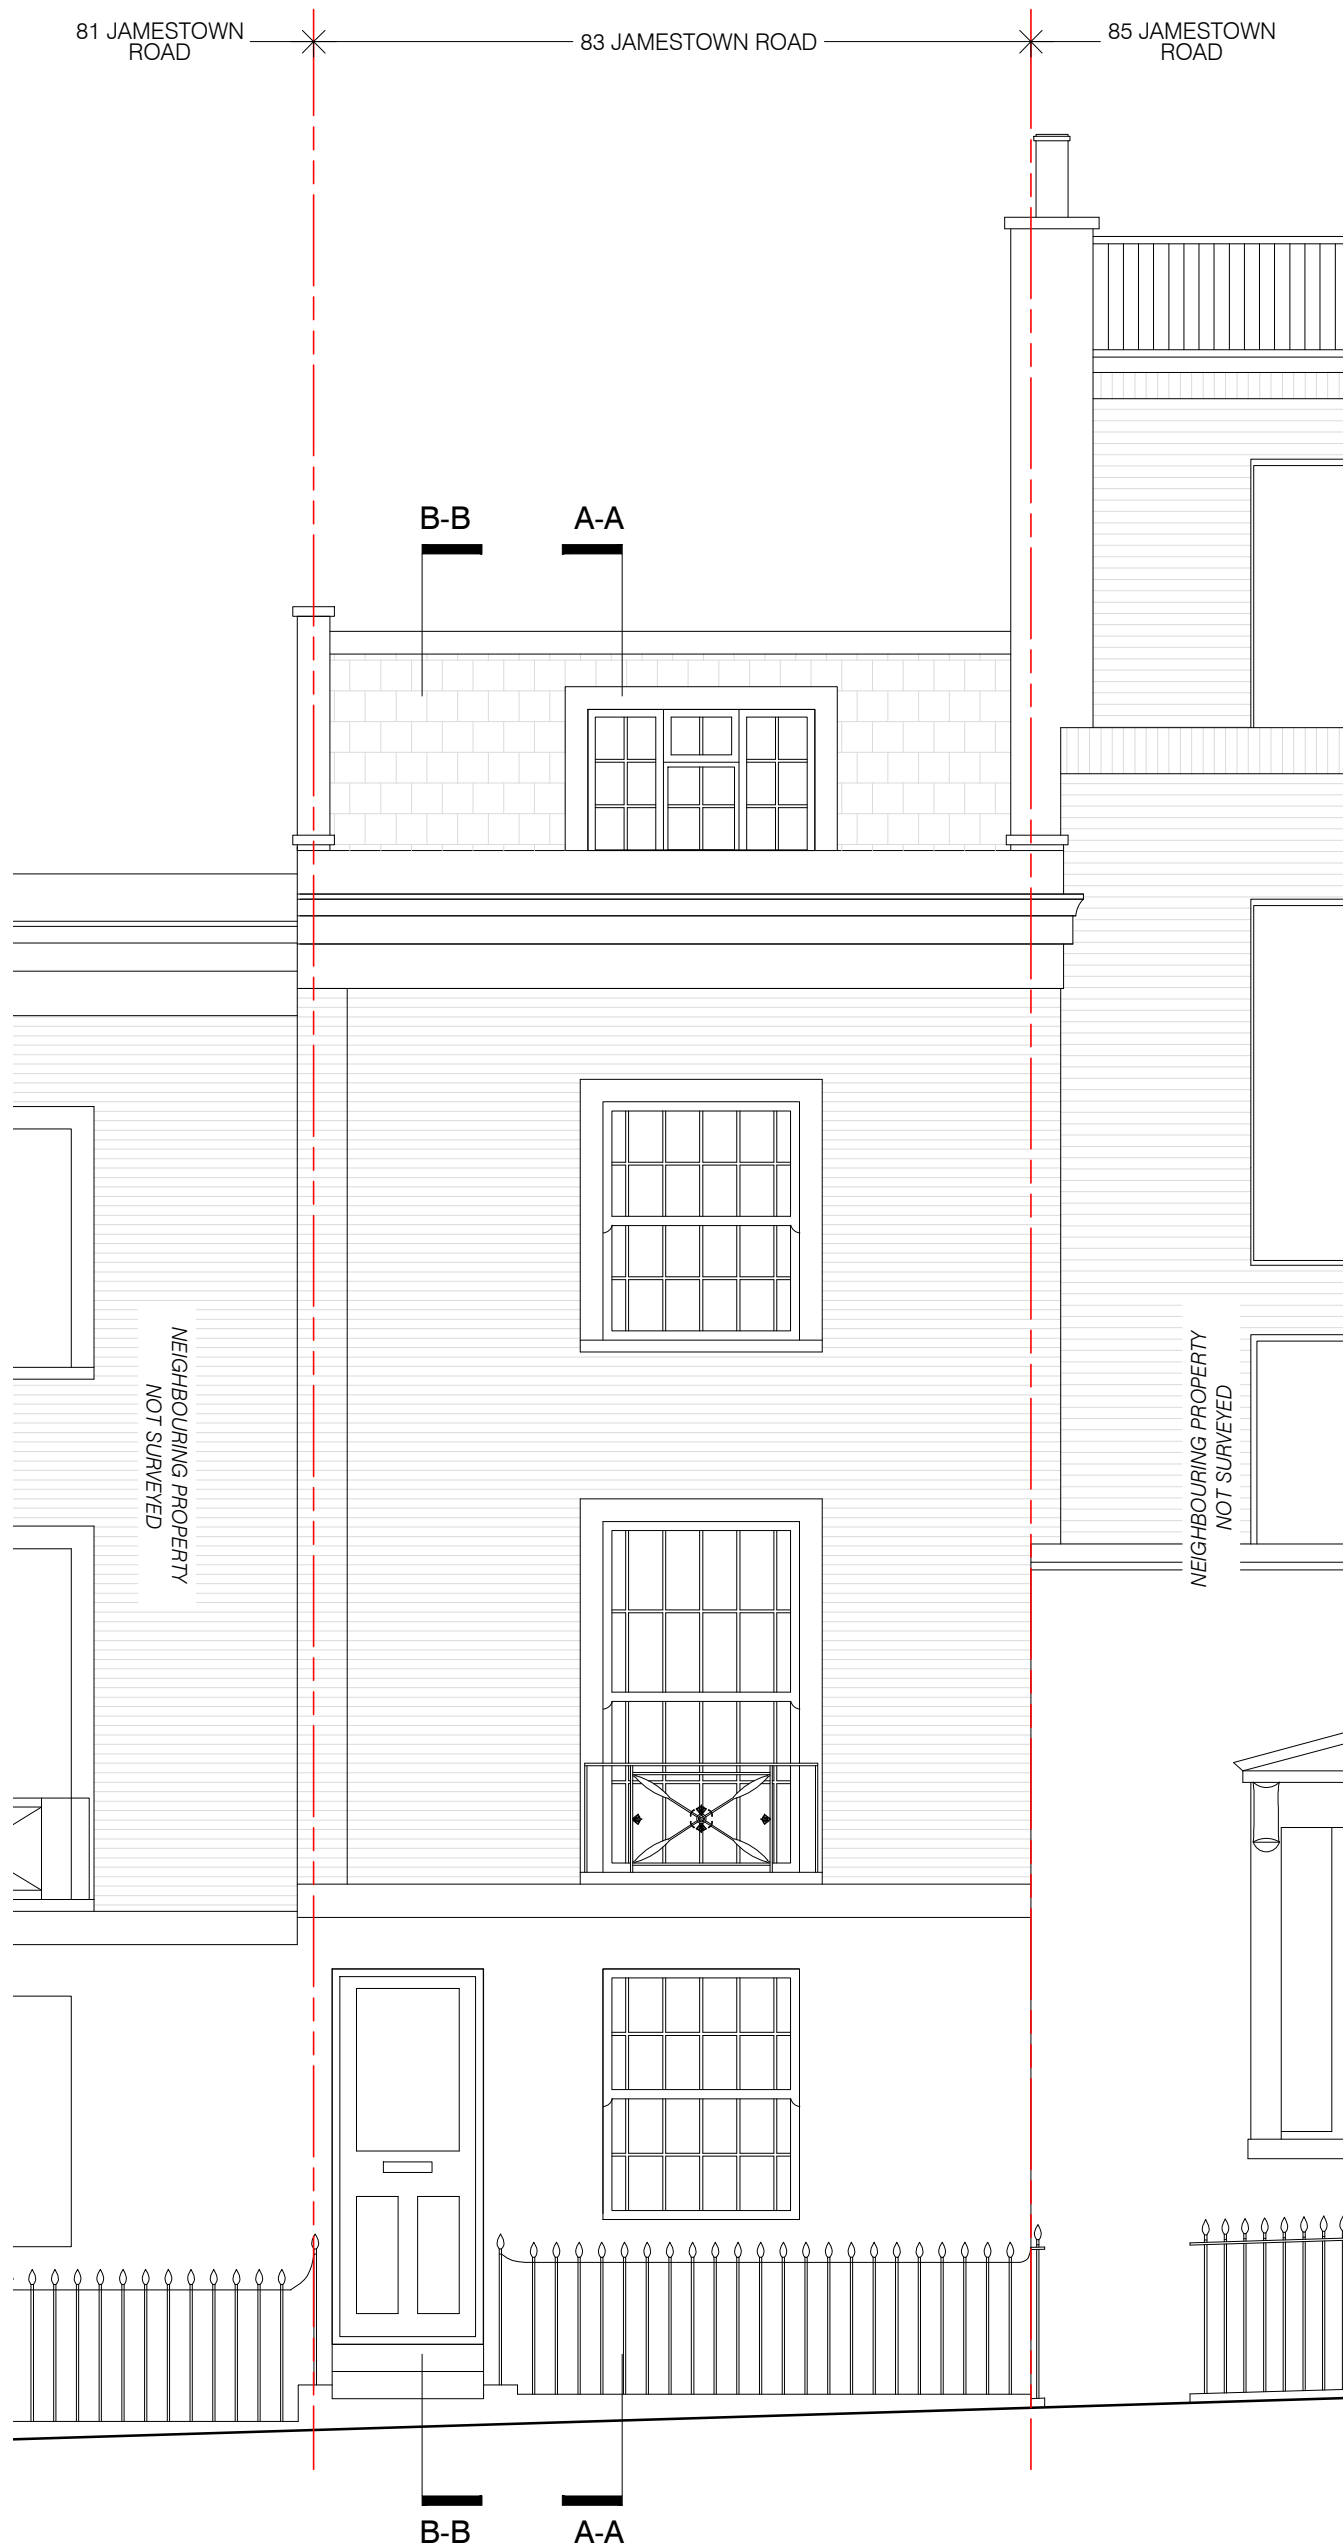 81 JAMESTOWN
ROAD
83 JAMESTOWN ROAD
85 JAMESTOWN
ROAD
B-B
A-A
NEIGHBOURING PROPERTY
NOT SURVEYED
NEIGHBOURING PROPERTY
NOT SURVEYED
B-B
A-A